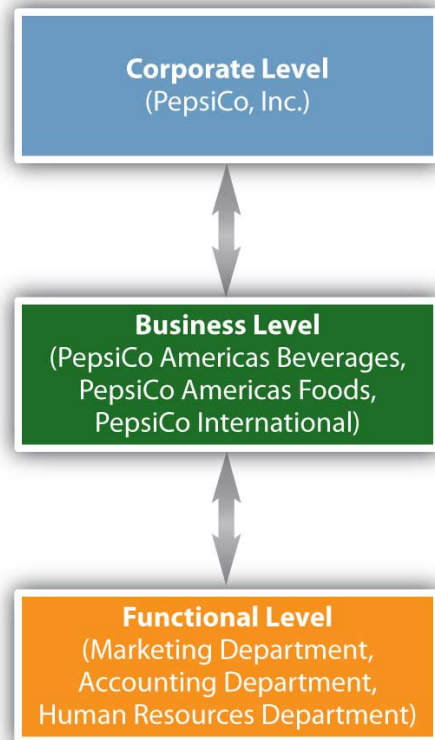 Corporate Level
(PepsiCo, Inc.)
Business Level
(PepsiCo Americas Beverages,
PepsiCo Americas Foods,
PepsiCo International)
Functional Level
(Marketing Department,
Accounting Department,
Human Resources Department)